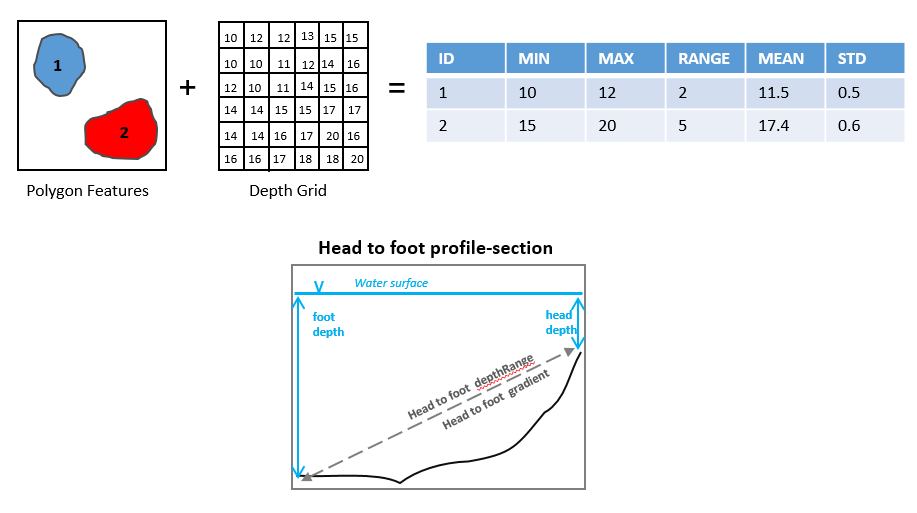 1
2
Polygon Features
+
10 12 12 13 15 15
10 10 11 12 14 16
12 10 11 14 15 16
14 14 15 15 17 17
14 14 16 17 20 16
16 16 17 18 18 20
Depth Grid
=
ID MIN MAX RANGE MEAN STD
1 10 12 2 11.5 0.5
2 15 20 5 17.4 0.6
Head to foot profile-section
V Water surface
foot
depth
head
depth
Head to foot depthRange
Head to foot gradient